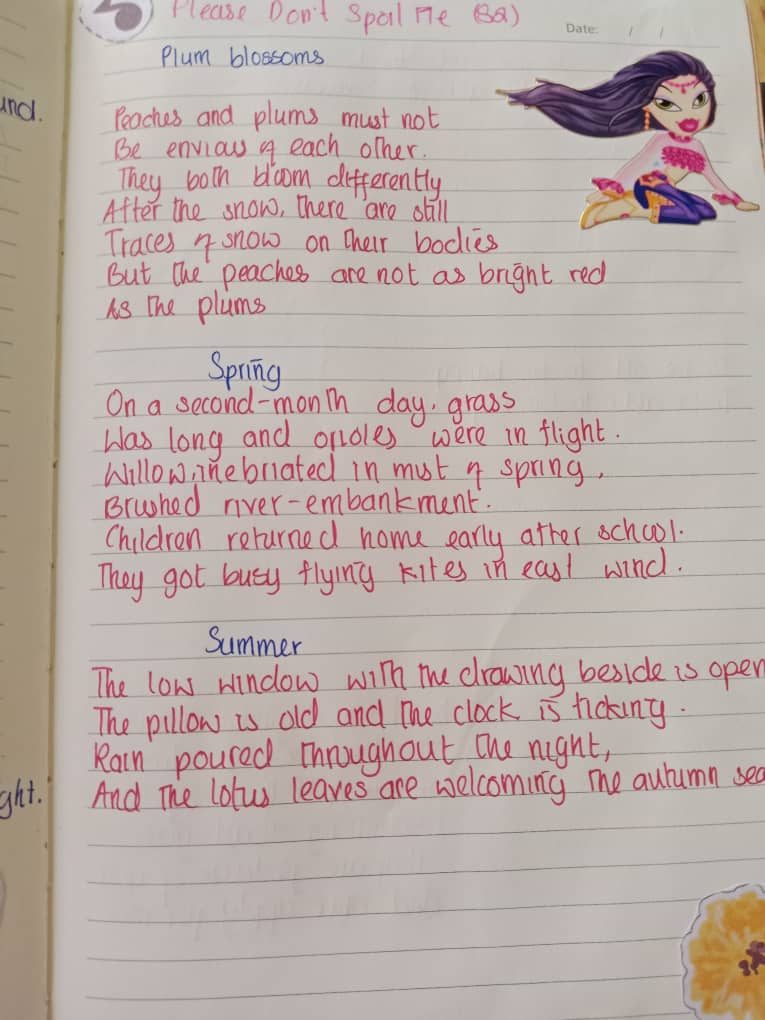 Please Don't Spoil Me (32)
Date: / /
Plum blossoms
und.
Peaches and plums must not
Be envious of each other.
They both bloom differently
After the snow, there are still
Traces of snow on their bodies
But the peaches are not as bright red
As the plums
Spring
On a second-month day, grass
Was long and orioles were in flight.
Willow, inebriated in mist of spring,
Brushed river-embankment.
Children returned home early after school.
They got busy flying kites in east wind.
Summer
The low window with the drawing beside is open
The pillow is old and the clock is ticking.
Rain poured throughout the night,
ght.
And the lotus leaves are welcoming the autumn sea